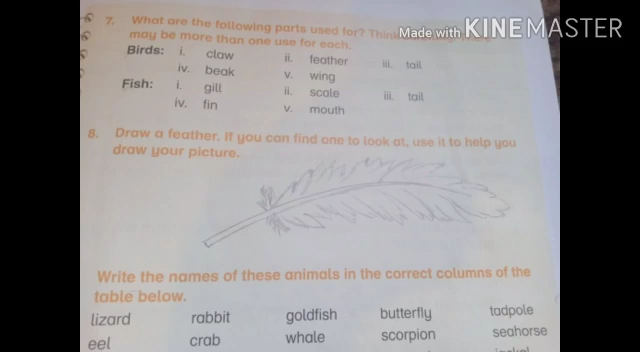 Made with KINEMASTER
7. What are the following parts used for? Think
may be more than one use for each.
Birds: i. claw ii. feather iii. tail
iv. beak v. wing
Fish: i. gill ii. scale iii. tail
iv. fin v. mouth
8. Draw a feather. If you can find one to look at, use it to help you
draw your picture.
Write the names of these animals in the correct columns of the
table below.
lizard rabbit goldfish butterfly tadpole
eel crab whale scorpion seahorse